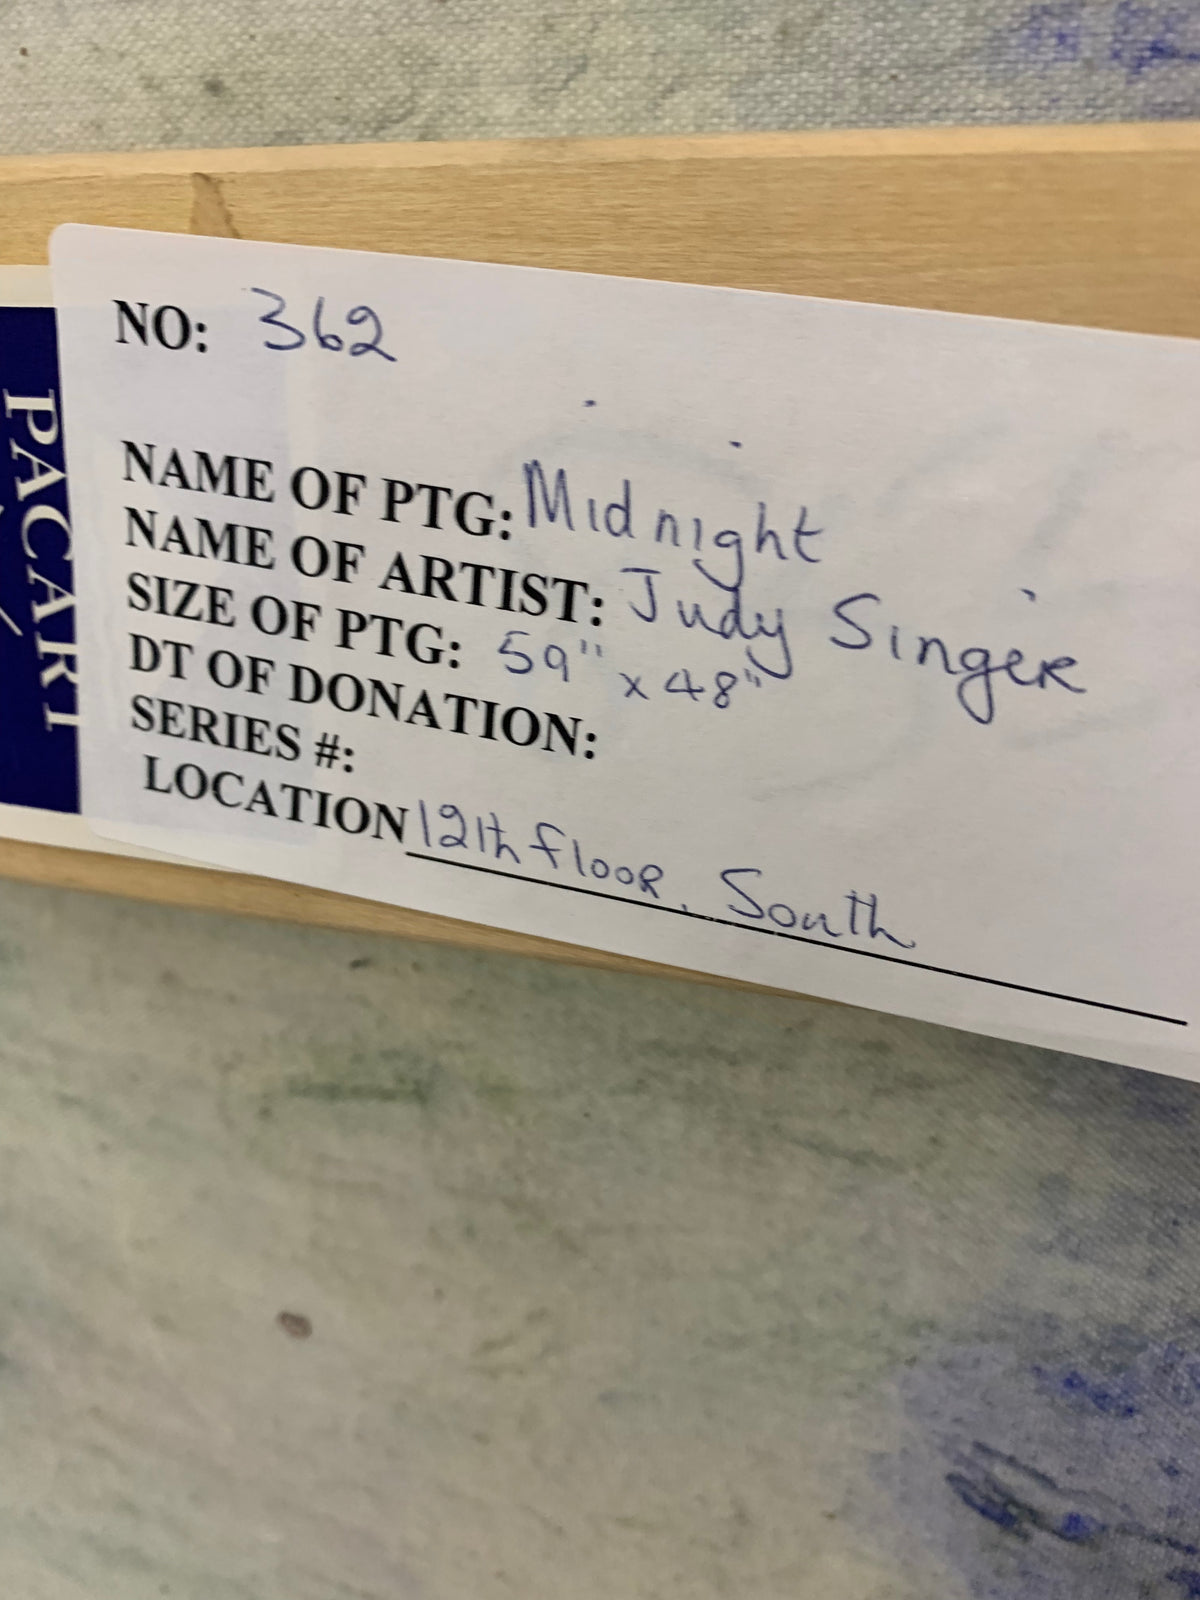 PACART
NO: 362
NAME OF PTG: Midnight
NAME OF ARTIST: Judy Singer
SIZE OF PTG: 59" x 48"
DT OF DONATION:
SERIES #:
LOCATION 12th floor, South